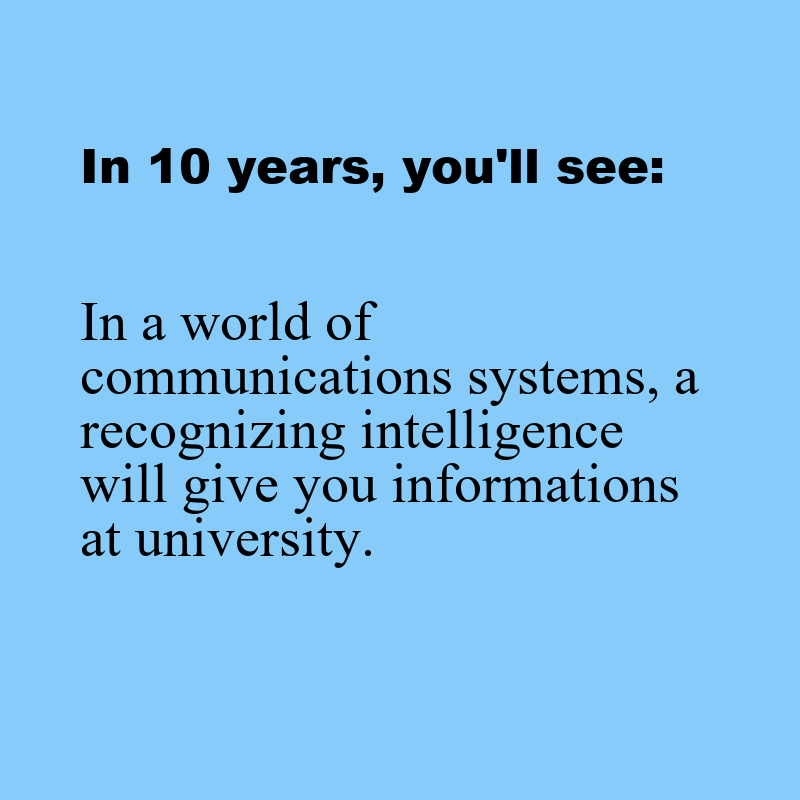 In 10 years, you'll see:
In a world of
communications systems, a
recognizing intelligence
will give you informations
at university.